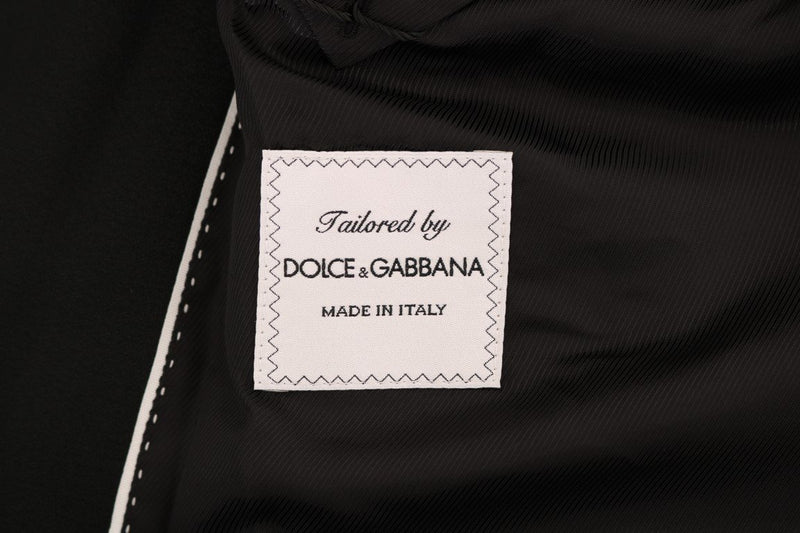 Tailored by
DOLCE & GABBANA
MADE IN ITALY